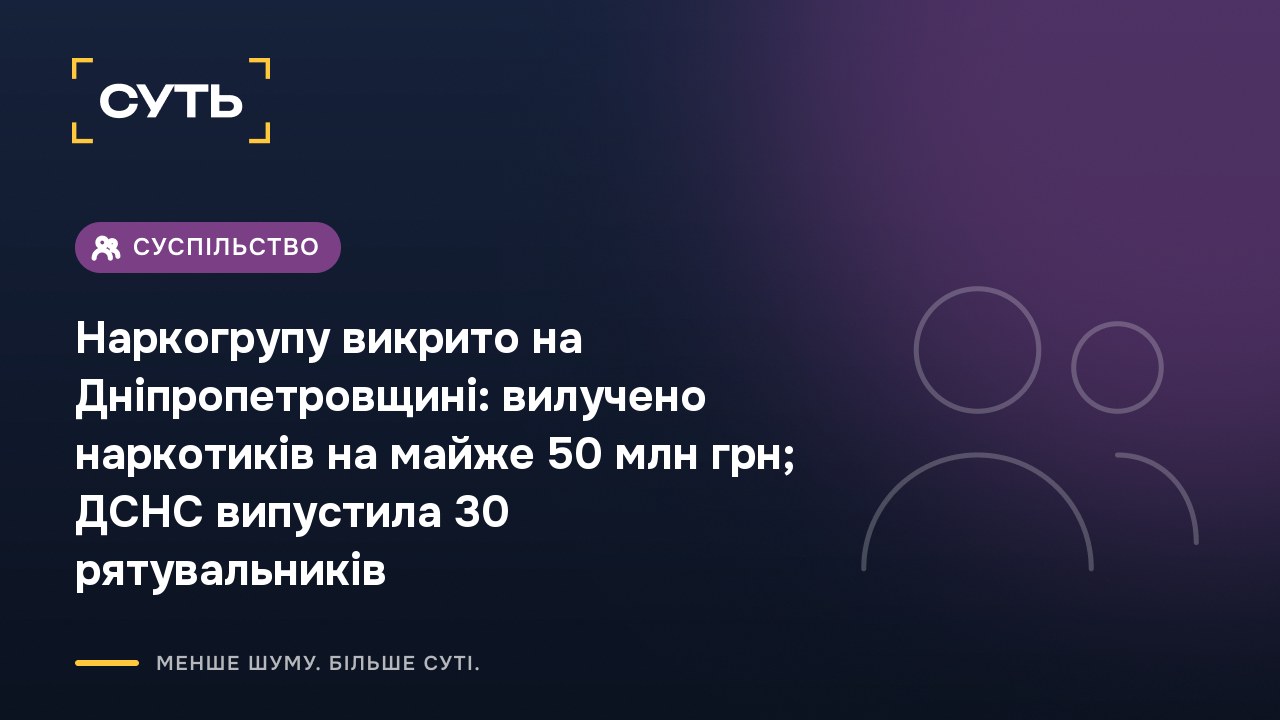 СУТЬ
СУСПІЛЬСТВО
Наркогрупу викрито на
Дніпропетровщині: вилучено
наркотиків на майже 50 млн грн;
ДСНС випустила 30
рятувальників
МЕНШЕ ШУМУ. БІЛЬШЕ СУТІ.